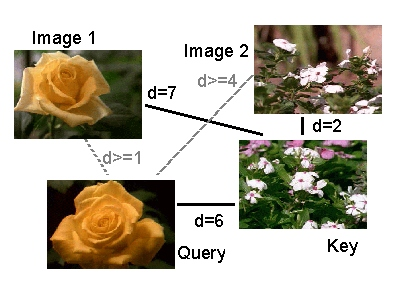 Image 1
Image 2
d>=4
d=7
d=2
d>=1
d=6
Query
Key